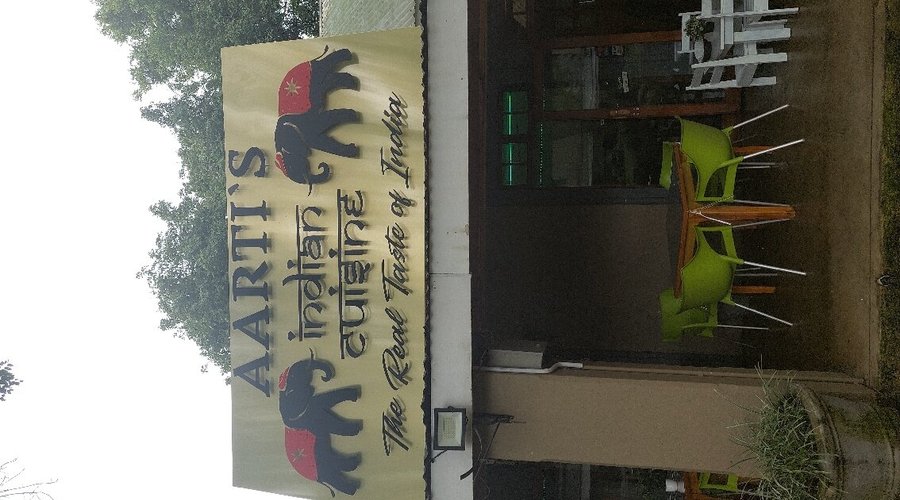 AARTI'S
indian
cuisine
The Real Taste of India